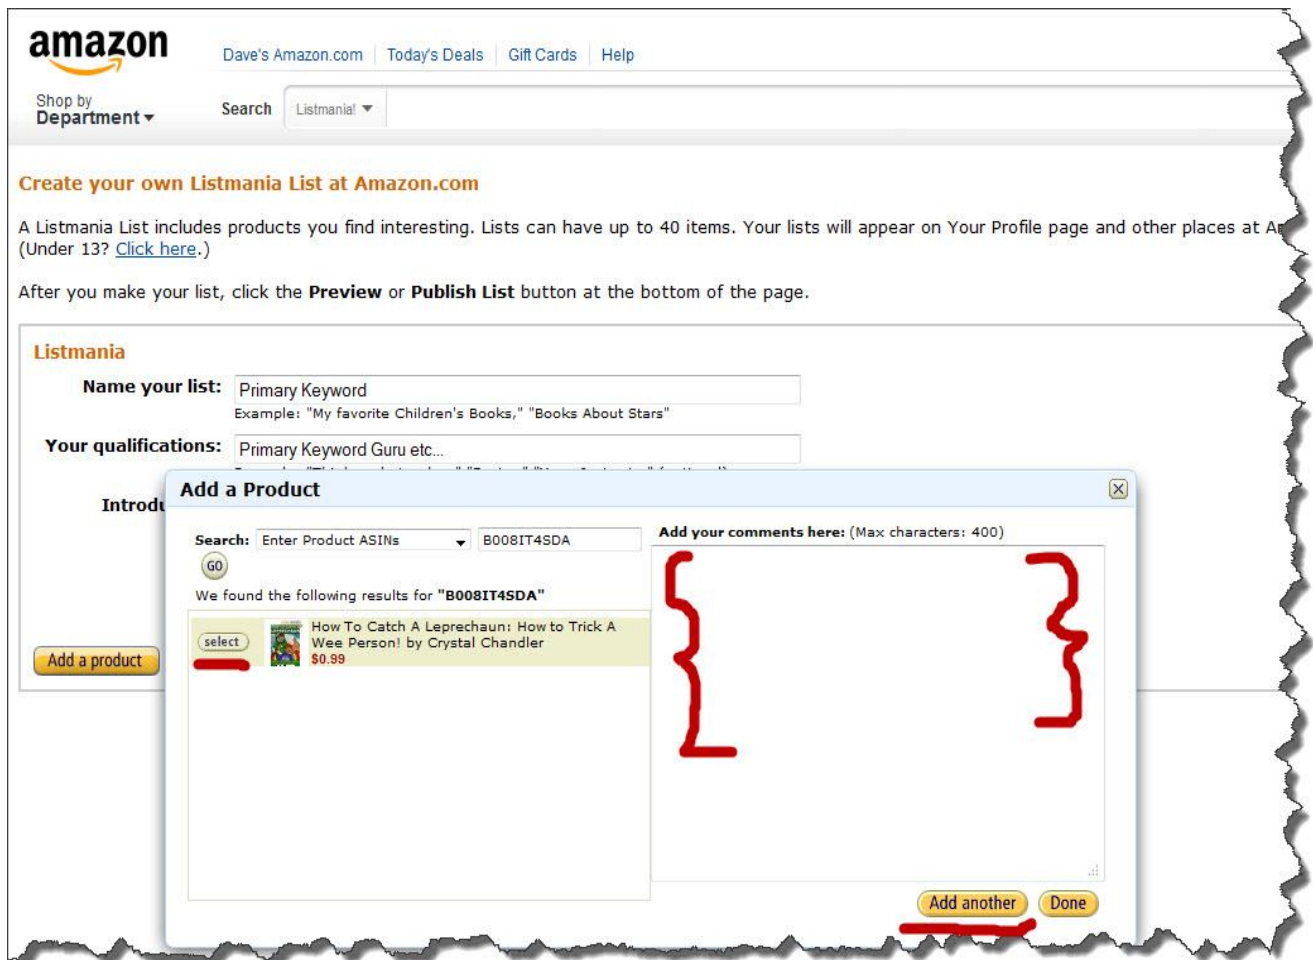 amazon
Dave's Amazon.com Today's Deals Gift Cards Help
Shop by
Department
Search Listmania!
Create your own Listmania List at Amazon.com
A Listmania List includes products you find interesting. Lists can have up to 40 items. Your lists will appear on Your Profile page and other places at
(Under 13? Click here.)
After you make your list, click the Preview or Publish List button at the bottom of the page.
Listmania
Name your list: Primary Keyword
Example: "My favorite Children's Books," "Books About Stars"
Your qualifications: Primary Keyword Guru etc...
Introdu
Add a product
Add a Product
Search: Enter Product ASINs B008IT4SDA
GO
We found the following results for "B008IT4SDA"
select
How To Catch A Leprechaun: How to Trick A
Wee Person! by Crystal Chandler
$0.99
Add your comments here: (Max characters: 400)
Add another Done